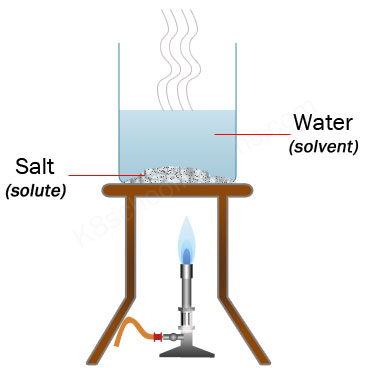 Water
(solvent)
Salt
(solute)